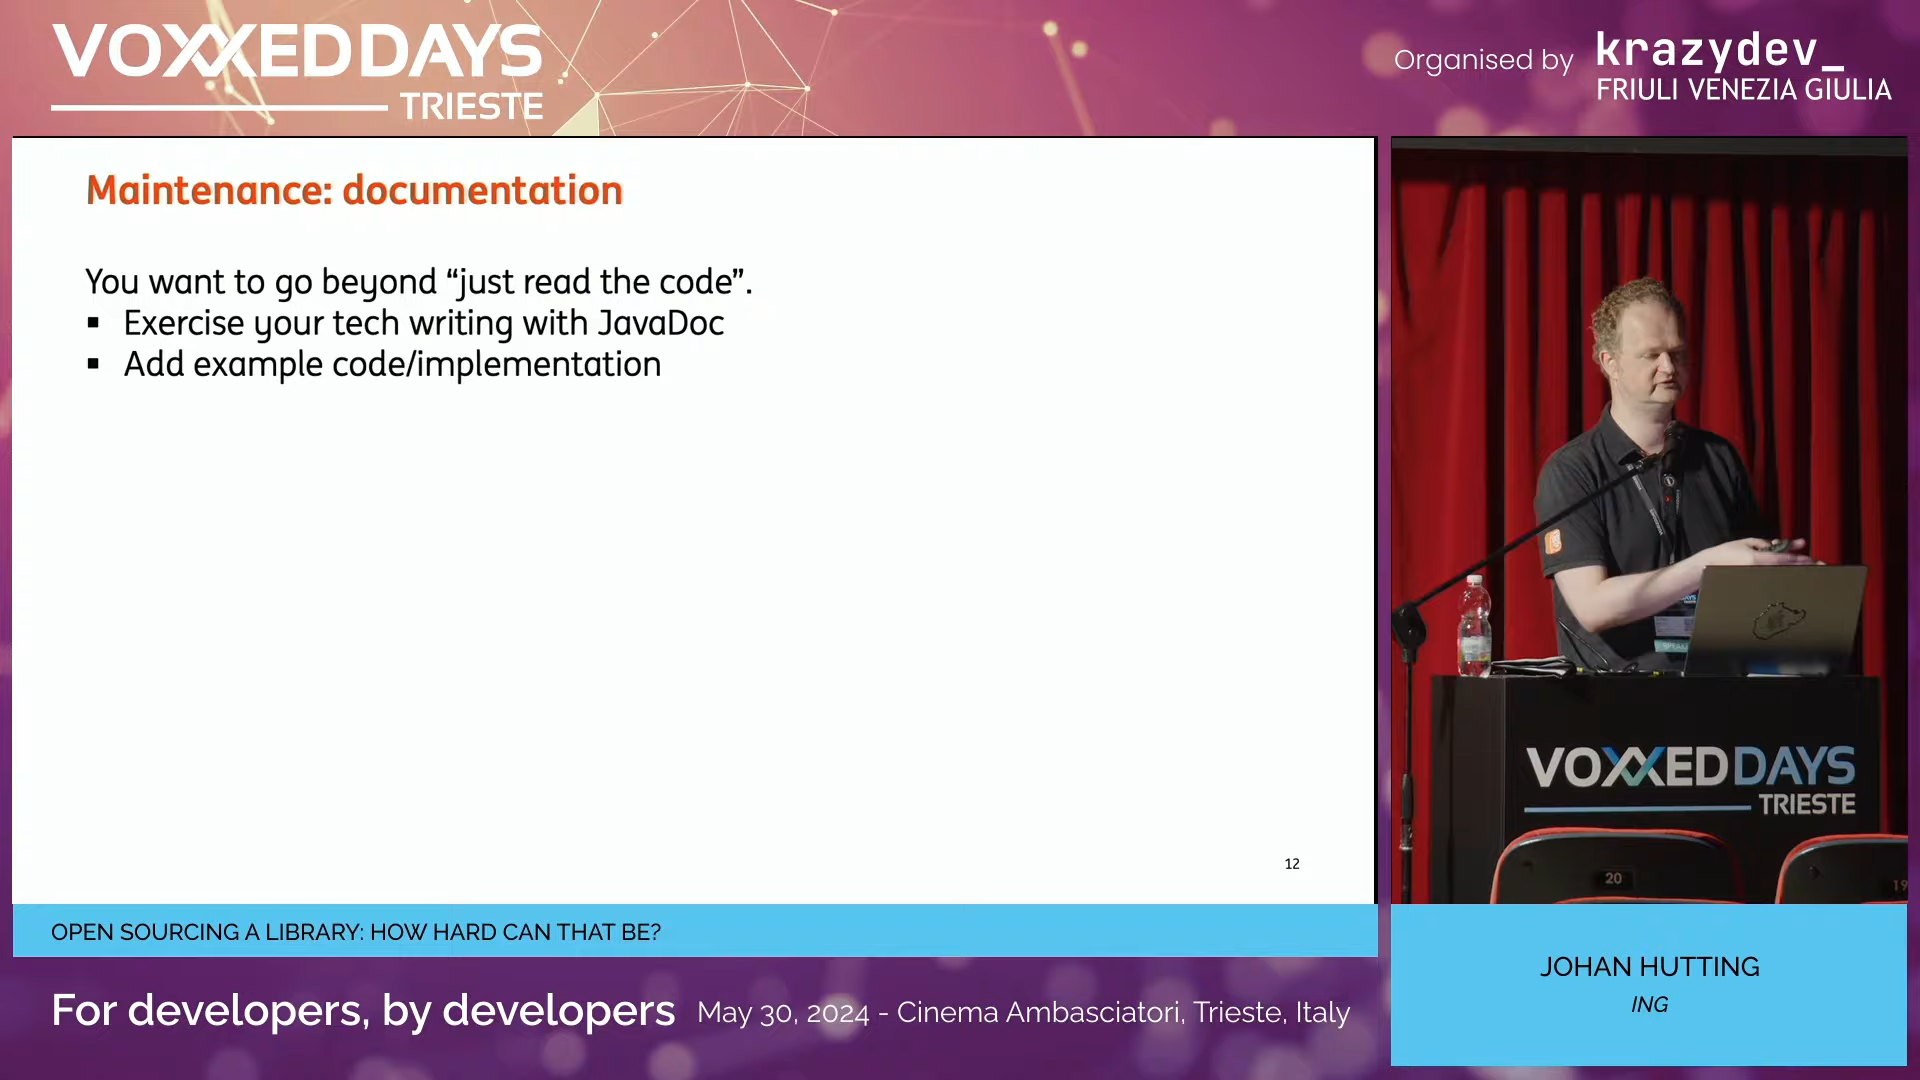 VOXXEDDAYS
TRIESTE
Organised by
krazydev_
FRIULI VENEZIA GIULIA
Maintenance: documentation
You want to go beyond “just read the code”.
▪ Exercise your tech writing with JavaDoc
▪ Add example code/implementation
12
VOXXEDDAYS
TRIESTE
20
19
OPEN SOURCING A LIBRARY: HOW HARD CAN THAT BE?
JOHAN HUTTING
ING
For developers, by developers
May 30, 2024 - Cinema Ambasciatori, Trieste, Italy